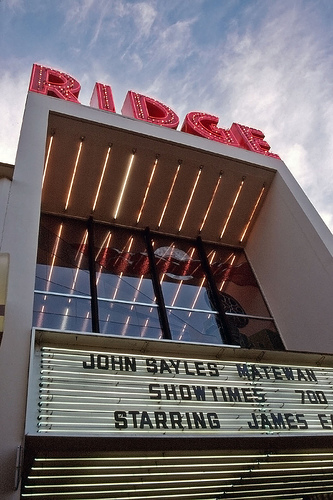 RIDGE
JOHN SAYLES MATEWAN
SHOWTIMES 700
STARRING JAMES E